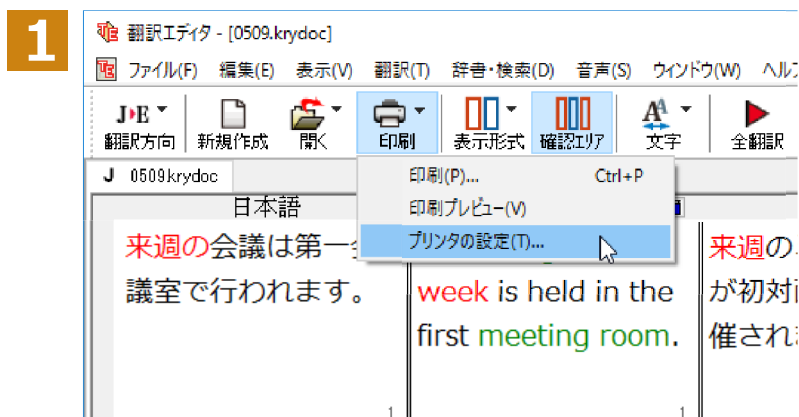 1
翻訳エディタ - [0509.krydoc]
ファイル(F) 編集(E) 表示(V) 翻訳(T) 辞書・検索(D) 音声(S) ウィンドウ(W) ヘル
J›E
翻訳方向 新規作成 開く 印刷 表示形式 確認エリア 文字 全翻訳
J 0509.krydoc
印刷(P)... Ctrl+P
印刷プレビュー(V)
プリンタの設定(T)...
日本語
来週の会議は第一
議室で行われます。
1
week is held in the
first meeting room.
1
来週の
が初対
催され